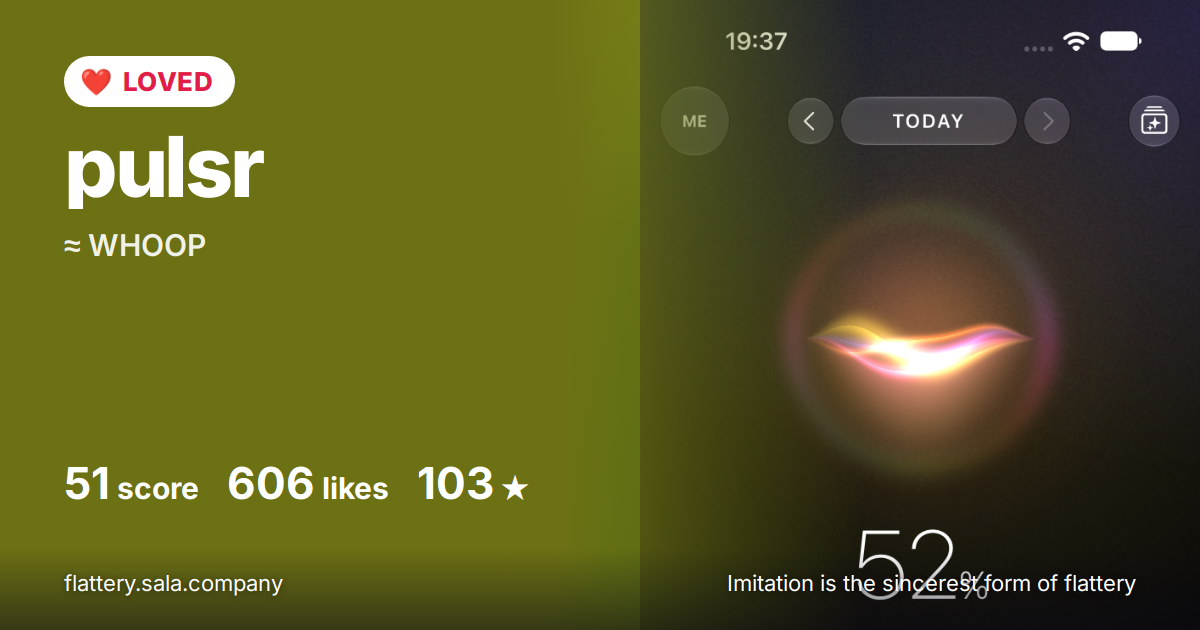 ❤️ LOVED
pulsr
≈ WHOOP
51 score 606 likes 103 ★
flattery.sala.company
19:37
ME
TODAY
52%
Imitation is the sincerest form of flattery